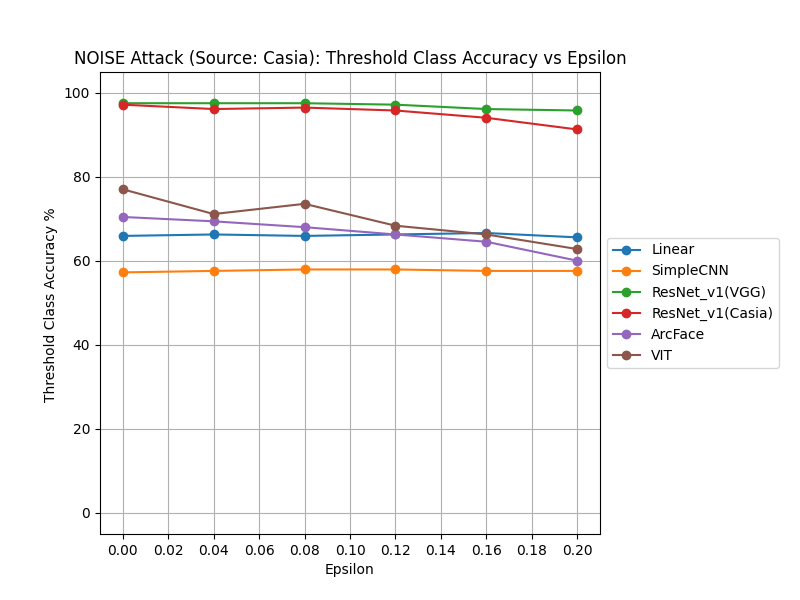 NOISE Attack (Source: Casia): Threshold Class Accuracy vs Epsilon
100
80
60
40
20
0
Threshold Class Accuracy %
0.00 0.02 0.04 0.06 0.08 0.10 0.12 0.14 0.16 0.18 0.20
Epsilon
Linear
SimpleCNN
ResNet_v1(VGG)
ResNet_v1(Casia)
ArcFace
VIT